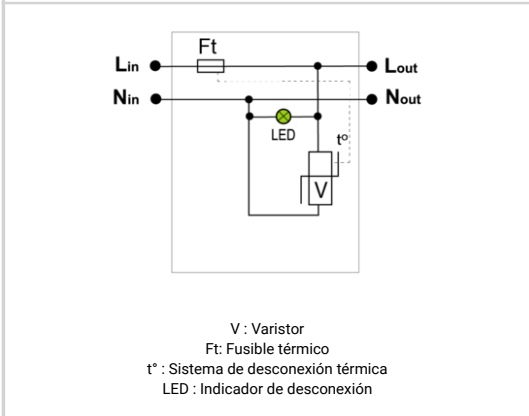 Ft
Lin Lout
Nin Nout
LED
t°
V
V : Varistor
Ft: Fusible térmico
t° : Sistema de desconexión térmica
LED : Indicador de desconexión